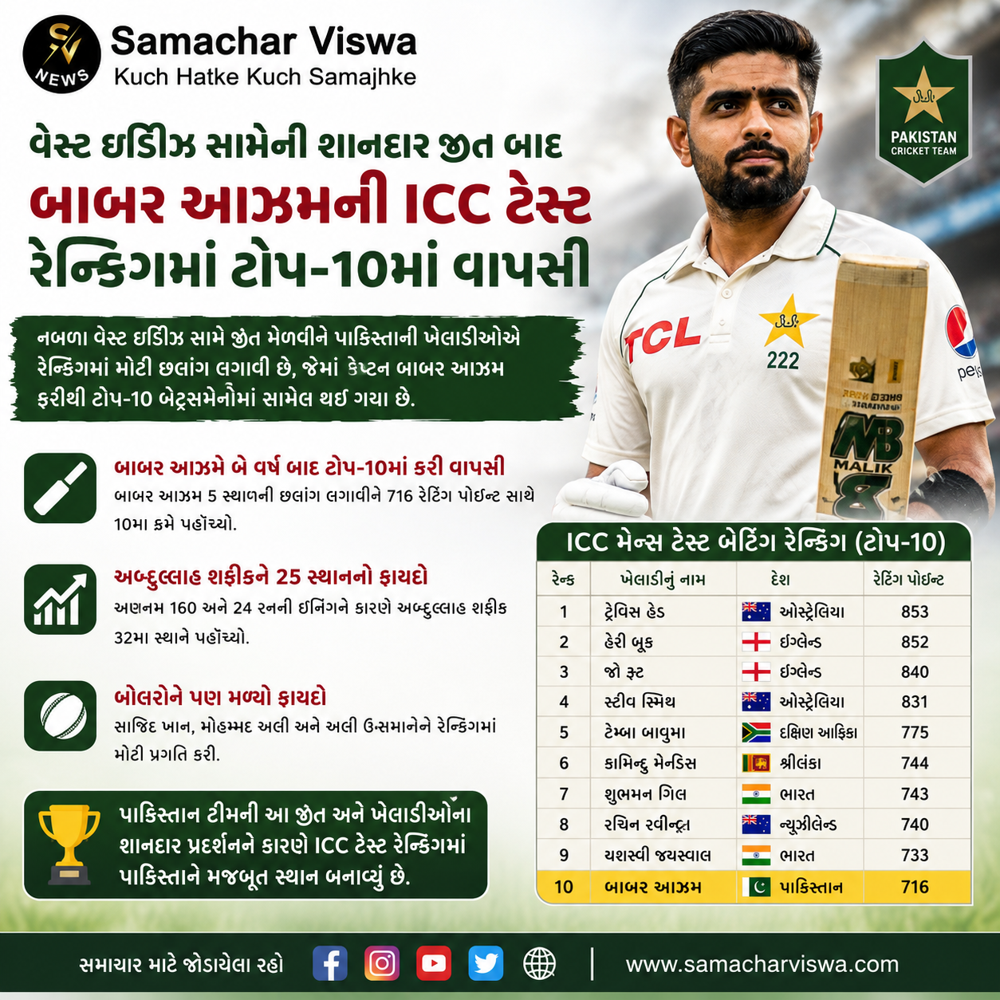 SV
NEWS
Samachar Viswa
Kuch Hatke Kuch Samajhke
PAKISTAN
CRICKET TEAM
વેસ્ટ ઇંડિીઝ સામેની શાનદાર જીત બાદ
બાબર આઝમની ICC ટેસ્ટ
રેન્કિંગમાં ટોપ-10માં વાપસી
નબળા વેસ્ટ ઇંડિીઝ સામે જીત મેળવીને પાકિસ્તાની ખેલાડીઓએ
રેન્કિંગમાં મોટી છલાંગ લગાવી છે, જેમાં કેપ્ટન બાબર આઝમ
ફરીથી ટોપ-10 બેટ્સમેનોમાં સામેલ થઈ ગયા છે.
TCL
222
pepsi
MB
MALIK
બાબર આઝમે બે વર્ષ બાદ ટોપ-10માં કરી વાપસી
બાબર આઝમ 5 સ્થાળની છલાંગ લગાવીને 716 રેટિંગ પોઈન્ટ સાથે
10મા ક્રમે પહોંચ્યો.
અબ્દુલ્લાહ શફીકને 25 સ્થાનનો ફાયદો
અણનમ 160 અને 24 રનની ઈનિંગને કારણે અબ્દુલ્લાહ શફીક
32મા સ્થાને પહોંચ્યો.
બોલરોને પણ મળ્યો ફાયદો
સાજિદ ખાન, મોહમ્મદ અલી અને અલી ઉસ્માનેને રેન્કિંગમાં
મોટી પ્રગતિ કરી.
પાકિસ્તાન ટીમની આ જીત અને ખેલાડીઓના
શાનદાર પ્રદર્શનને કારણે ICC ટેસ્ટ રેન્કિંગમાં
પાકિસ્તાને મજબૂત સ્થાન બનાવ્યું છે.
ICC મેન્સ ટેસ્ટ બેટિંગ રેન્કિંગ (ટોપ-10)
રેન્ક ખેલાડીનું નામ દેશ રેટિંગ પોઈન્ટ
1 ટ્રેવિસ હેડ ઓસ્ટ્રેલિયા 853
2 હેરી બ્રૂક ઈંગ્લેન્ડ 852
3 જો રૂટ ઈંગ્લેન્ડ 840
4 સ્ટીવ સ્મિથ ઓસ્ટ્રેલિયા 831
5 ટેમ્બા બાવુમા દક્ષિણ આફ્રિકા 775
6 કામિન્દુ મેન્ડિસ શ્રીલંકા 744
7 શુભમન ગિલ ભારત 743
8 રચિન રવીન્દ્ર ન્યૂઝીલેન્ડ 740
9 યશસ્વી જયસ્વાલ ભારત 733
10 બાબર આઝમ પાકિસ્તાન 716
સમાચાર માટે જોડાયેલા રહો | www.samacharviswa.com